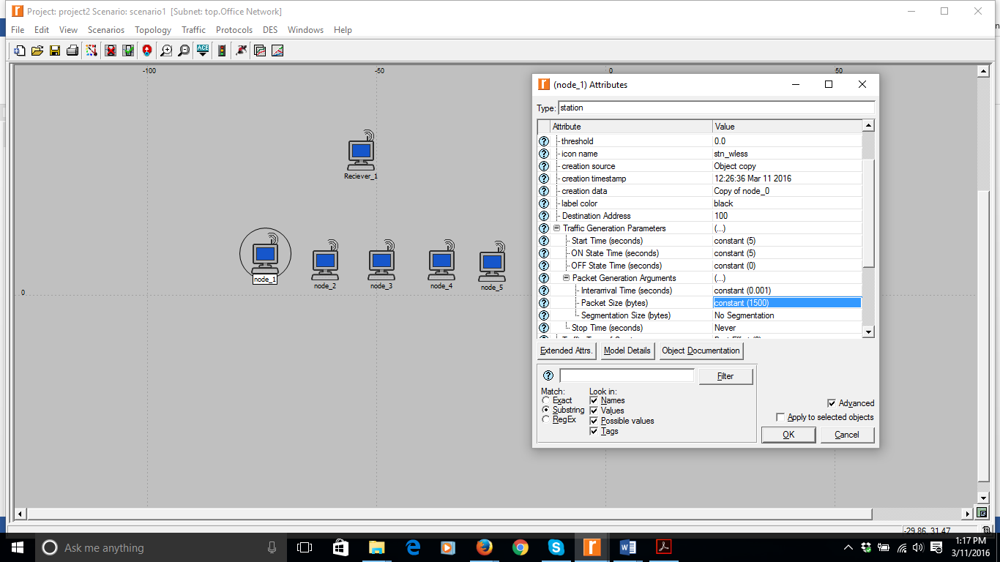 Project: project2 Scenario: scenario1 [Subnet: top.Office Network]
File Edit View Scenarios Topology Traffic Protocols DES Windows Help
ACE
-100 -50 0 50
(node_1) Attributes
Type: station
Attribute Value
threshold 0.0
icon name stn_wless
creation source Object copy
creation timestamp 12:26:36 Mar 11 2016
creation data Copy of node_0
label color black
Destination Address 100
Traffic Generation Parameters (...)
Start Time (seconds) constant (5)
ON State Time (seconds) constant (5)
OFF State Time (seconds) constant (0)
Packet Generation Arguments (...)
Interarrival Time (seconds) constant (0.001)
Packet Size (bytes) constant (1500)
Segmentation Size (bytes) No Segmentation
Stop Time (seconds) Never
Extended Attrs. Model Details Object Documentation
Filter
Match: Look in:
Exact Names
Substring Values
RegEx Possible values
Tags
Advanced
Apply to selected objects
OK Cancel
Reciever_1
node_1 node_2 node_3 node_4 node_5
0
-29.86, 31.47
Ask me anything
1:17 PM
3/11/2016